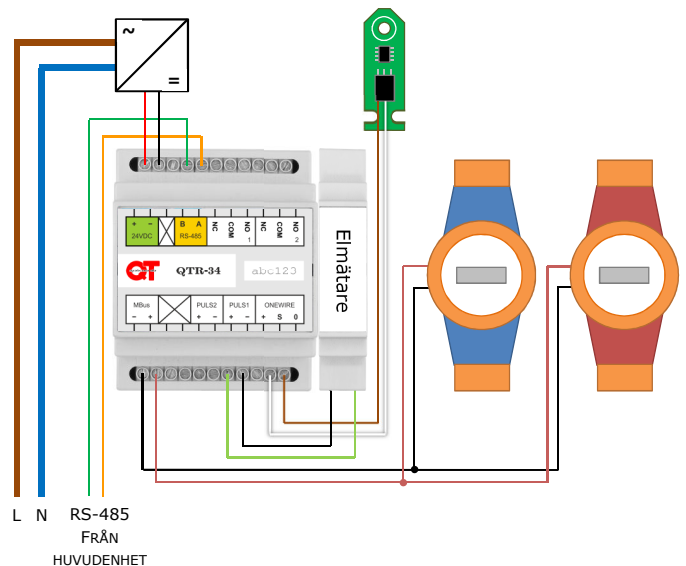 ~
=
+ − B A NC COM NO NC COM NO
24VDC RS-485 1 2
QT QTR-34 abc123
Elmätare
MBus PULS2 PULS1 ONEWIRE
− + + − + − + S 0
L N RS-485
FRÅN
HUVUDENHET